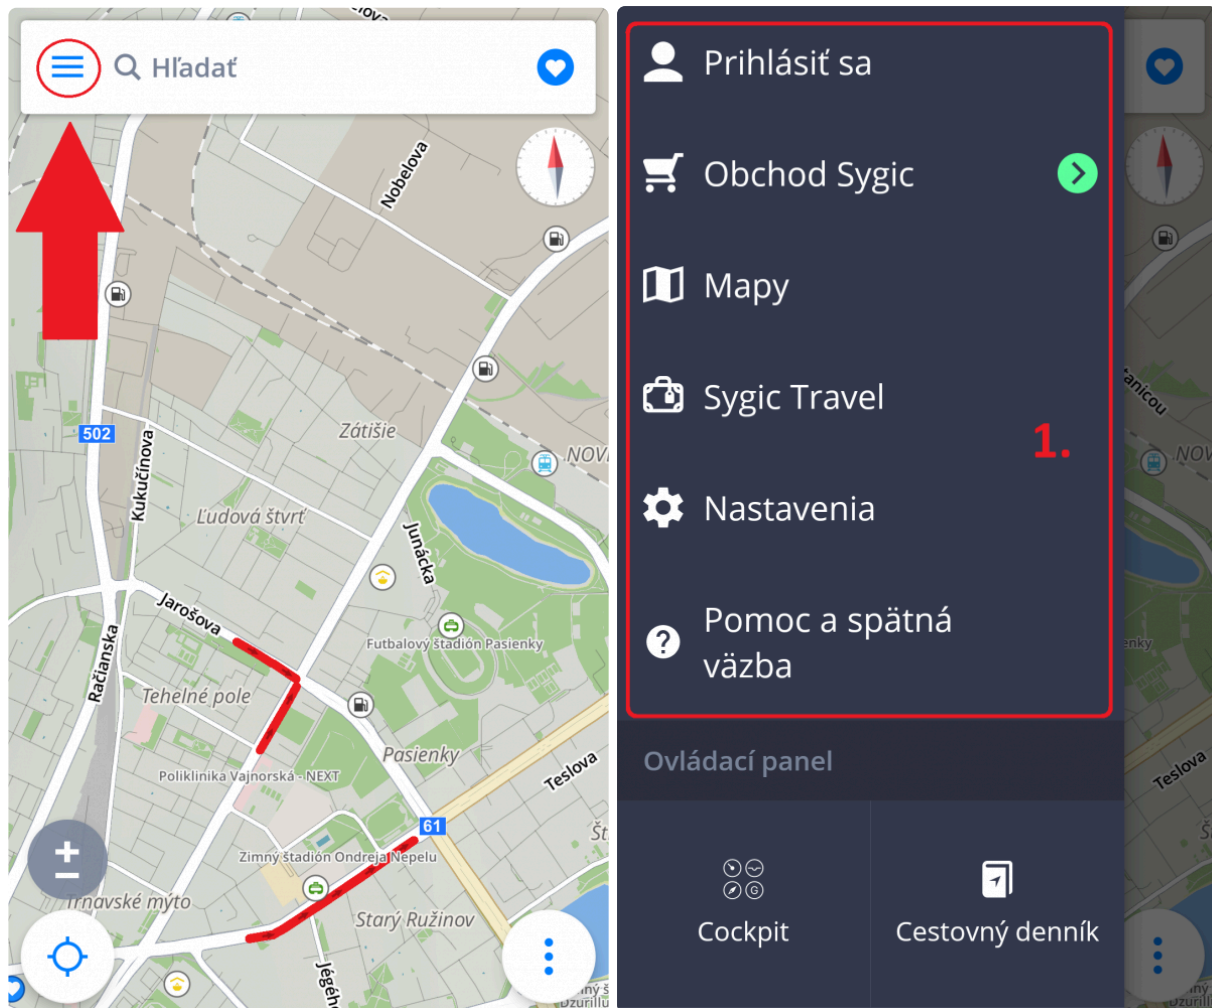 Hľadať
Nobelova
502
Kukučínova
Zátišie
NOVÉ
Ľudová štvrť
Junácka
Jarošova
Račianska
Futbalový štadión Pasienky
Tehelné pole
Pasienky
Poliklinika Vajnorská - NEXT
Teslova
61
Zimný štadión Ondreja Nepelu
Trnavské mýto
Starý Ružinov
Prihlásiť sa
Obchod Sygic
Mapy
Sygic Travel
1.
Nastavenia
Pomoc a spätná
väzba
Ovládací panel
Cockpit
Cestovný denník
Teslova